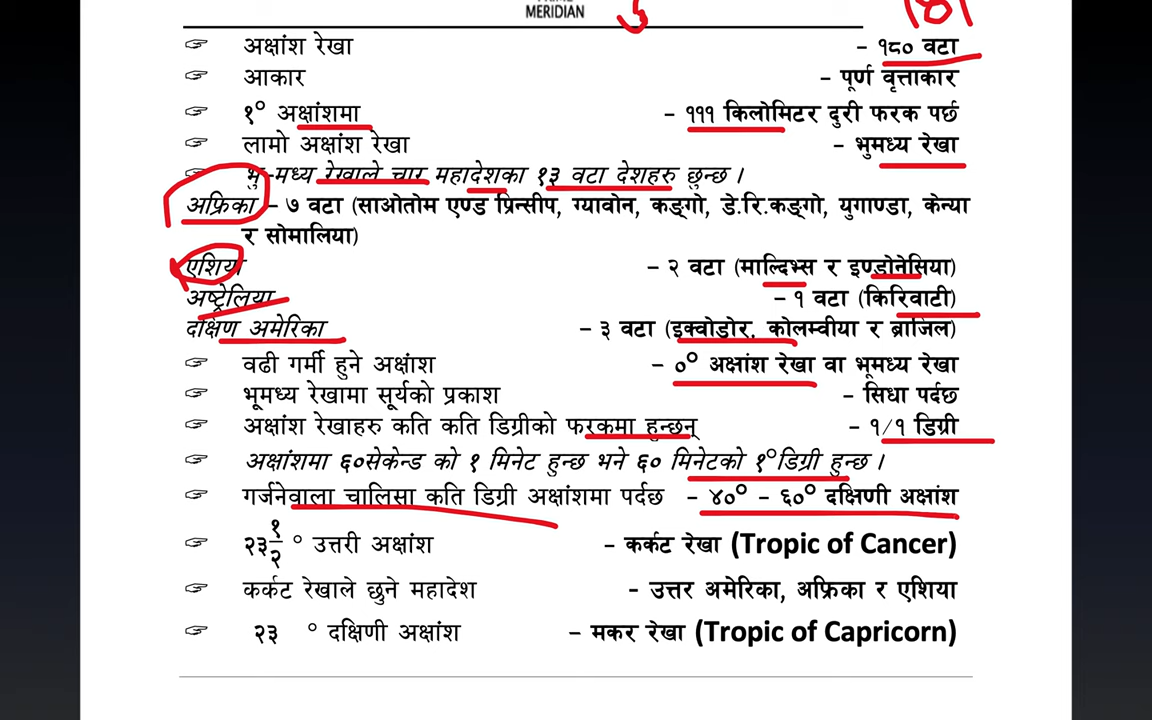 MERIDIAN
☞ अक्षांश रेखा – १८० वटा
☞ आकार – पूर्ण वृत्ताकार
☞ १° अक्षांशमा – १११ किलोमिटर दुरी फरक पर्छ
☞ लामो अक्षांश रेखा – भुमध्य रेखा
☞ भु-मध्य रेखाले चार महादेशका १३ वटा देशहरु छुन्छ ।
अफ्रिका – ७ वटा (साओतोम एण्ड प्रिन्सीप, ग्यावोन, कङ्गो, डे.रि.कङ्गो, युगाण्डा, केन्या
र सोमालिया)
एशिया – २ वटा (माल्दिभ्स र इण्डोनेसिया)
अष्ट्रेलिया – १ वटा (किरिवाटी)
दक्षिण अमेरिका – ३ वटा (इक्वोडोर, कोलम्वीया र ब्राजिल)
☞ वढी गर्मी हुने अक्षांश – ०° अक्षांश रेखा वा भूमध्य रेखा
☞ भूमध्य रेखामा सूर्यको प्रकाश – सिधा पर्दछ
☞ अक्षांश रेखाहरु कति कति डिग्रीको फरकमा हुन्छन् – १/१ डिग्री
☞ अक्षांशमा ६०सेकेन्ड को १ मिनेट हुन्छ भने ६० मिनेटको १°डिग्री हुन्छ ।
☞ गर्जनेवाला चालिसा कति डिग्री अक्षांशमा पर्दछ – ४०° – ६०° दक्षिणी अक्षांश
☞ २३१/२° उत्तरी अक्षांश – कर्कट रेखा (Tropic of Cancer)
☞ कर्कट रेखाले छुने महादेश – उत्तर अमेरिका, अफ्रिका र एशिया
☞ २३ ° दक्षिणी अक्षांश – मकर रेखा (Tropic of Capricorn)